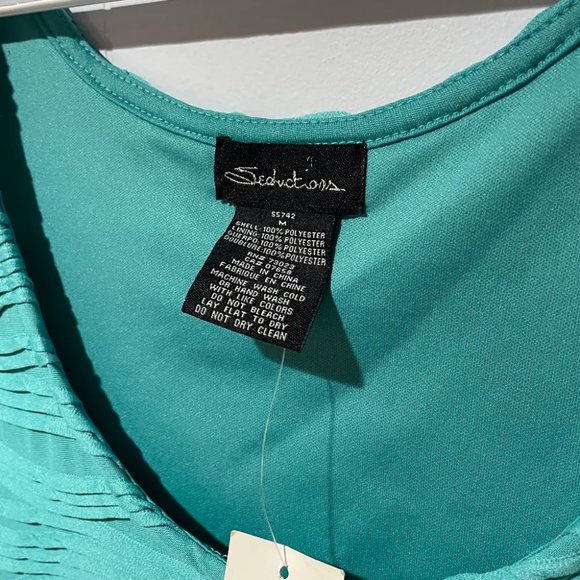 Seductions
S5742
M
SHELL: 100% POLYESTER
LINING: 100% POLYESTER
CUERPO: 100% POLYESTER
DOUBLURE: 100% POLYESTER
RN# 73023
CA# 07658
MADE IN CHINA
FABRIQUE EN CHINE
MACHINE WASH COLD
OR HAND WASH
WITH LIKE COLORS
DO NOT BLEACH
LAY FLAT TO DRY
DO NOT DRY CLEAN